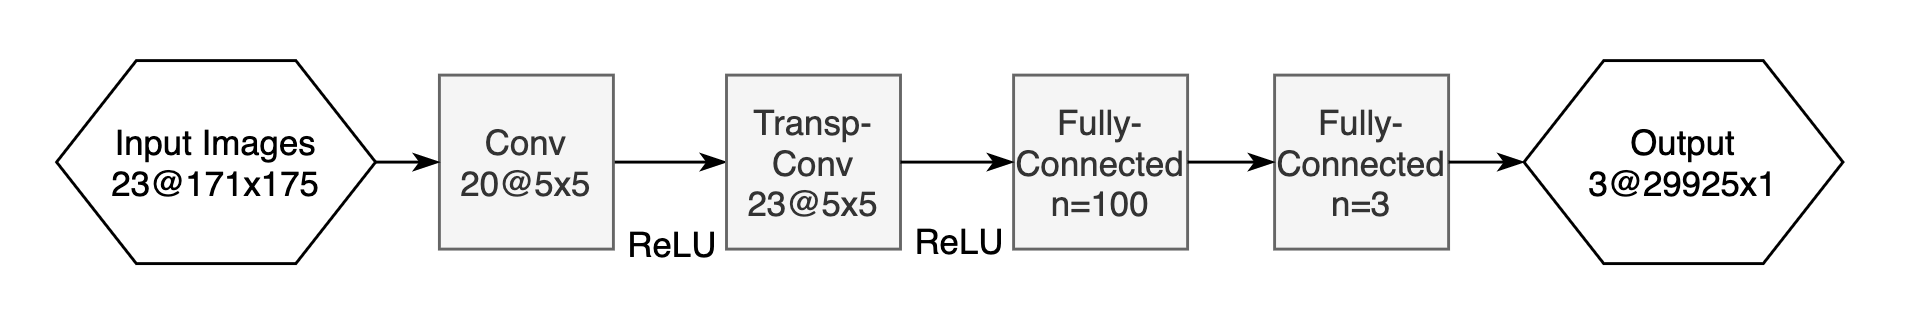 Input Images
23@171x175
Conv
20@5x5
ReLU
Transp-
Conv
23@5x5
ReLU
Fully-
Connected
n=100
Fully-
Connected
n=3
Output
3@29925x1